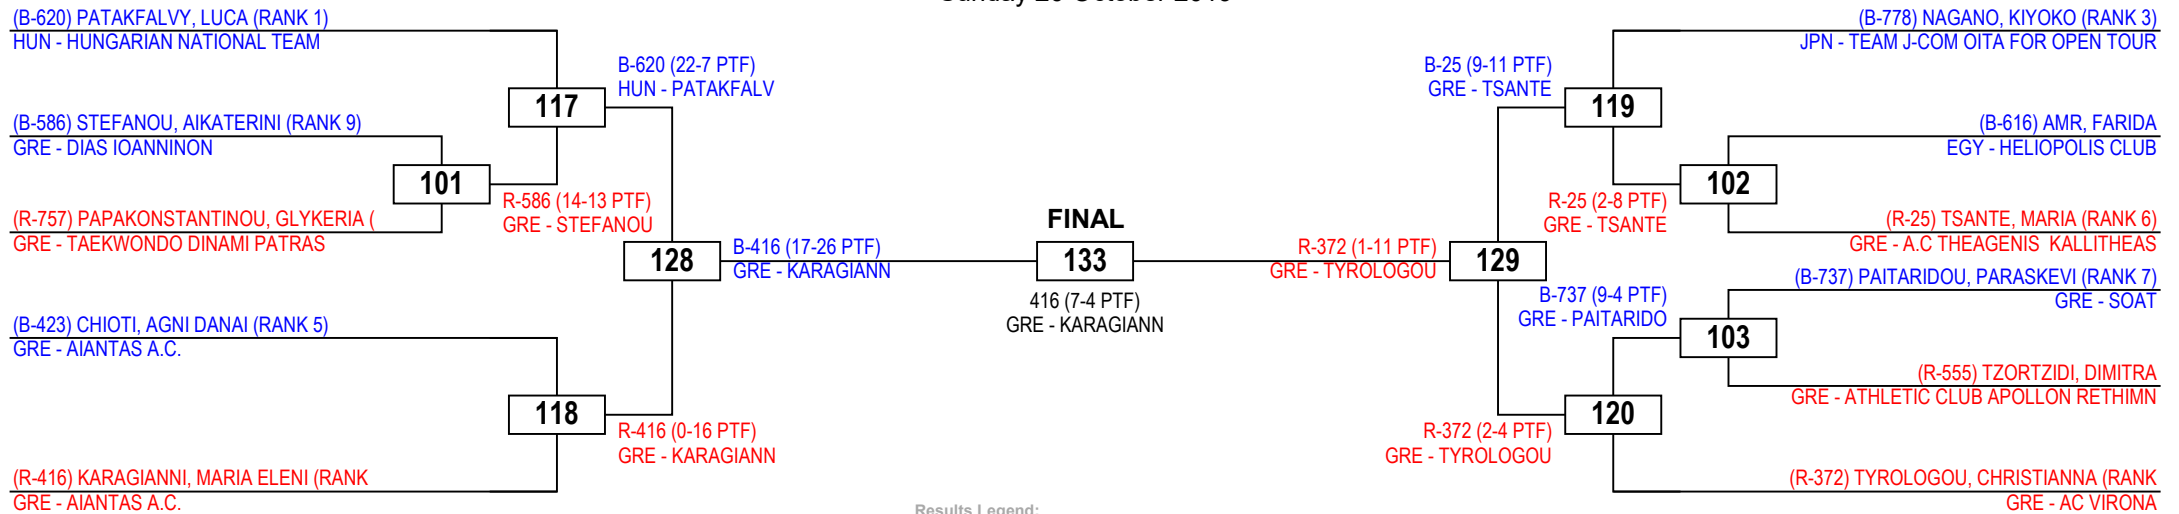 (B-620) PATAKFALVY, LUCA (RANK 1)
HUN - HUNGARIAN NATIONAL TEAM
B-620 (22-7 PTF)
HUN - PATAKFALV
117
(B-586) STEFANOU, AIKATERINI (RANK 9)
GRE - DIAS IOANNINON
101
R-586 (14-13 PTF)
GRE - STEFANOU
(R-757) PAPAKONSTANTINOU, GLYKERIA (
GRE - TAEKWONDO DINAMI PATRAS
128
B-416 (17-26 PTF)
GRE - KARAGIANN
(B-423) CHIOTI, AGNI DANAI (RANK 5)
GRE - AIANTAS A.C.
118
R-416 (0-16 PTF)
GRE - KARAGIANN
(R-416) KARAGIANNI, MARIA ELENI (RANK
GRE - AIANTAS A.C.
FINAL
133
416 (7-4 PTF)
GRE - KARAGIANN
(B-778) NAGANO, KIYOKO (RANK 3)
JPN - TEAM J-COM OITA FOR OPEN TOUR
B-25 (9-11 PTF)
GRE - TSANTE
119
(B-616) AMR, FARIDA
EGY - HELIOPOLIS CLUB
102
R-25 (2-8 PTF)
GRE - TSANTE
(R-25) TSANTE, MARIA (RANK 6)
GRE - A.C THEAGENIS KALLITHEAS
R-372 (1-11 PTF)
GRE - TYROLOGOU
129
(B-737) PAITARIDOU, PARASKEVI (RANK 7)
GRE - SOAT
B-737 (9-4 PTF)
GRE - PAITARIDO
103
(R-555) TZORTZIDI, DIMITRA
GRE - ATHLETIC CLUB APOLLON RETHIMN
120
R-372 (2-4 PTF)
GRE - TYROLOGOU
(R-372) TYROLOGOU, CHRISTIANNA (RANK
GRE - AC VIRONA
Results Legend: